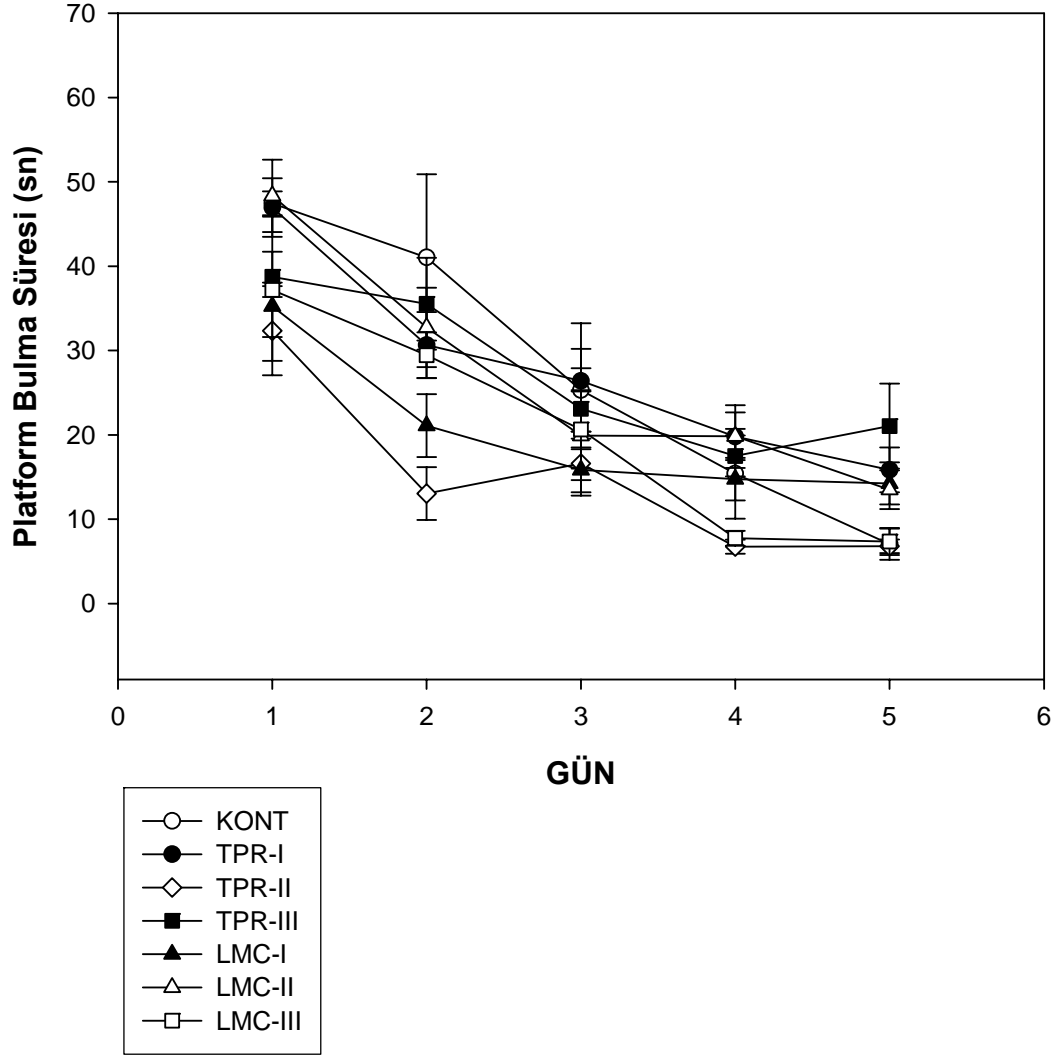 70
60
50
40
30
20
10
0
Platform Bulma Süresi (sn)
0 1 2 3 4 5 6
GÜN
KONT
TPR-I
TPR-II
TPR-III
LMC-I
LMC-II
LMC-III